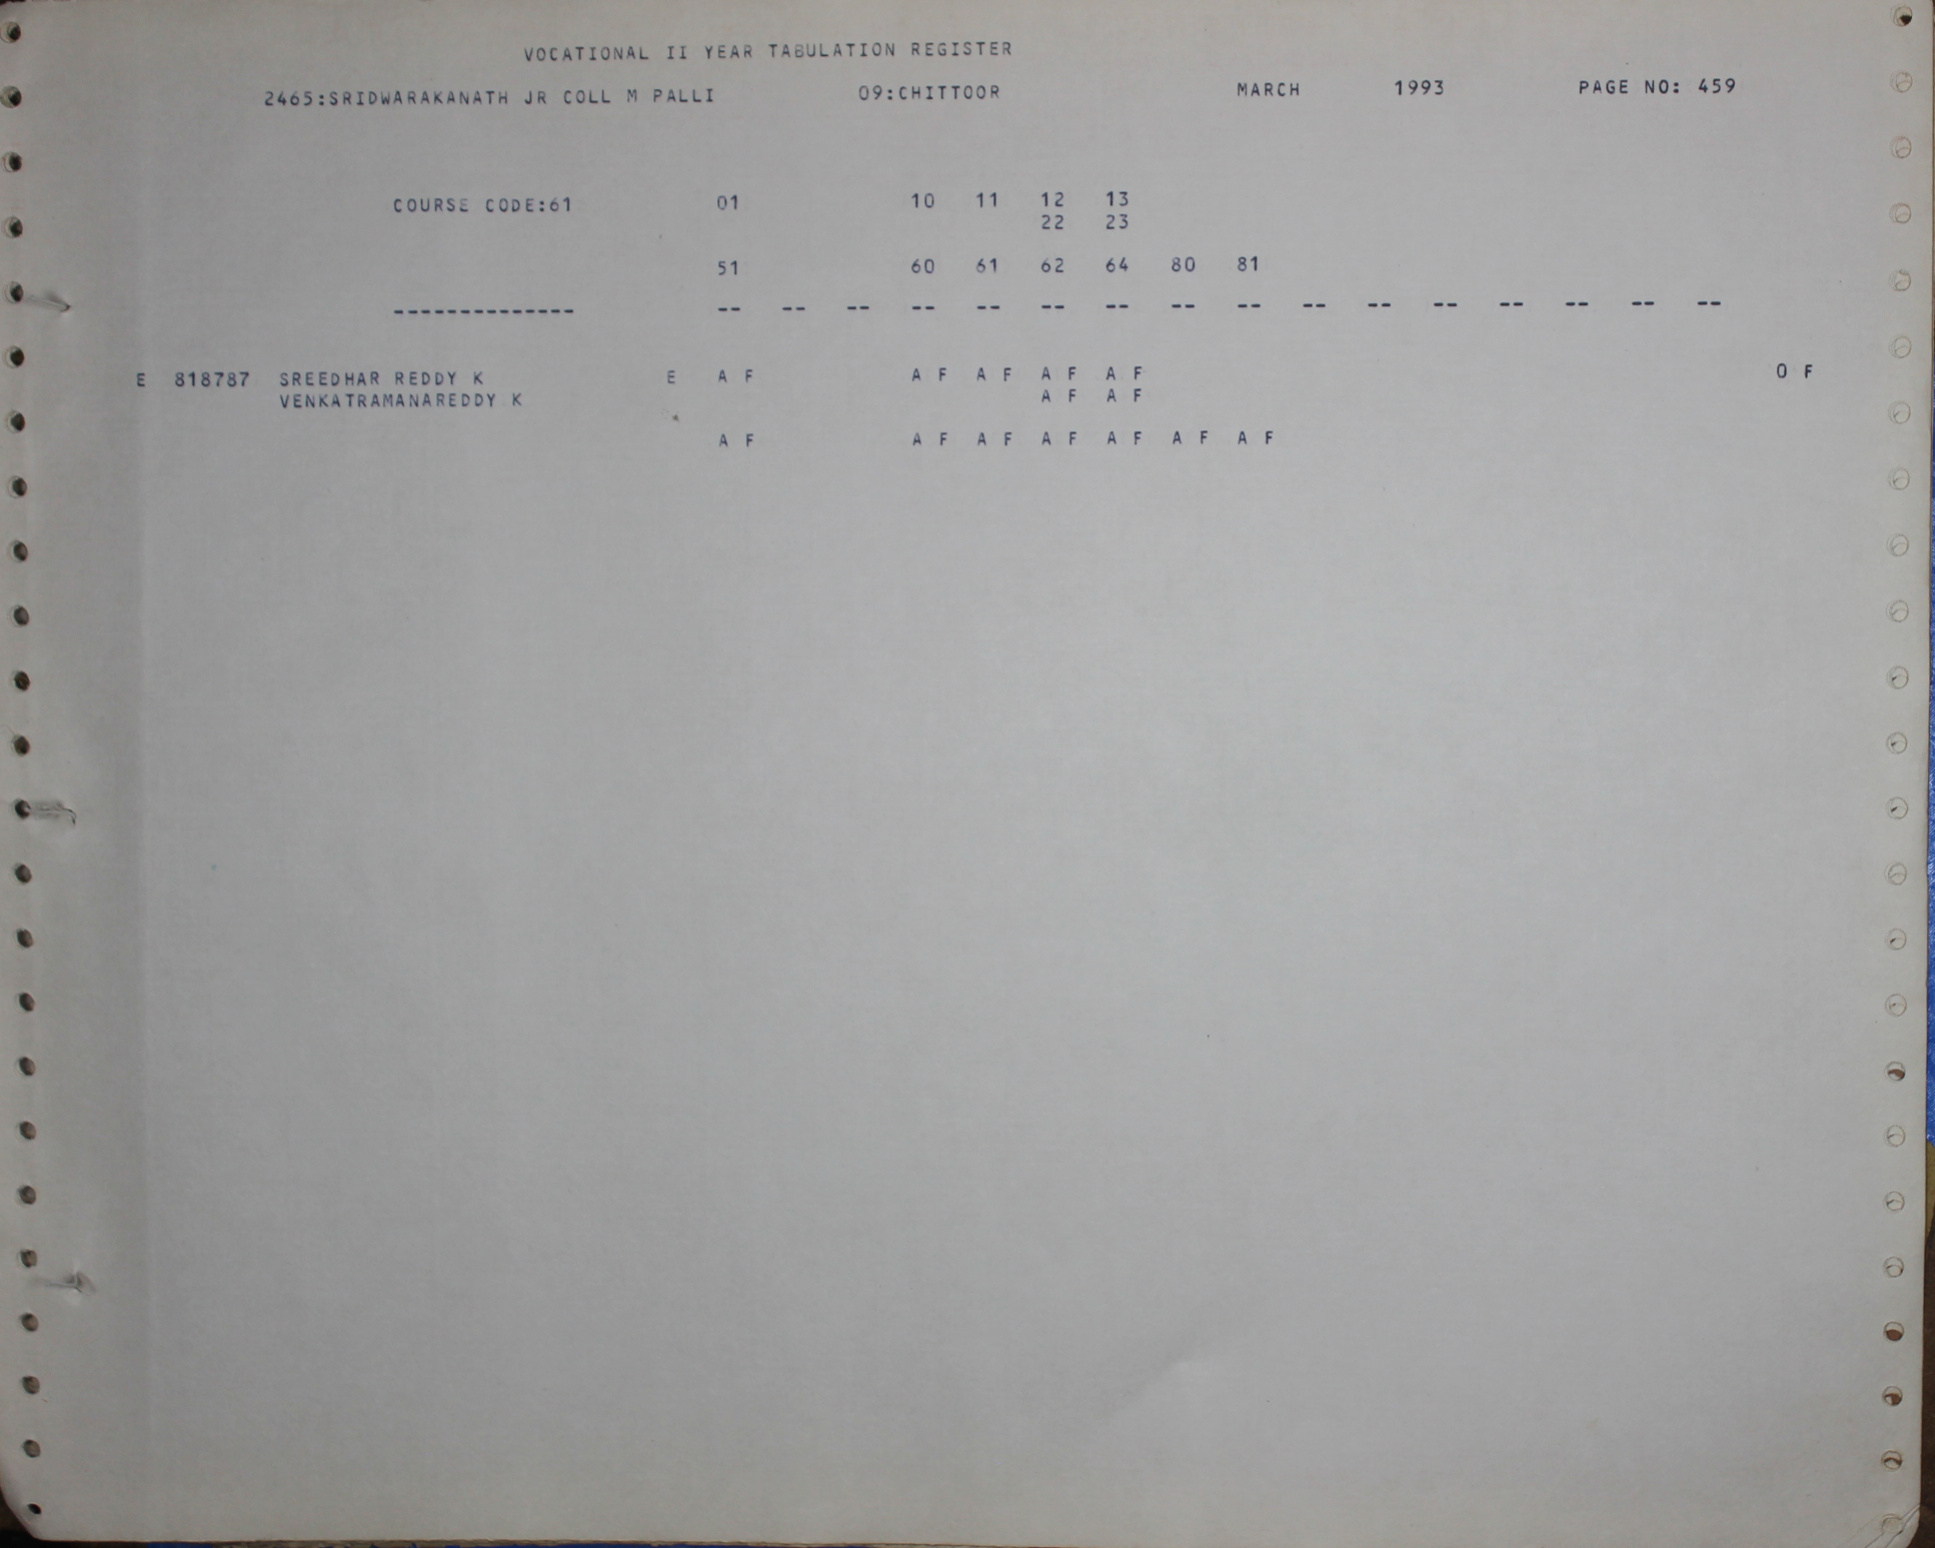 VOCATIONAL II YEAR TABULATION REGISTER
2465:SRIDWARAKANATH JR COLL M PALLI 09:CHITTOOR MARCH 1993 PAGE NO: 459
COURSE CODE:61 01 10 11 12 13
22 23
51 60 61 62 64 80 81
-------------- -- -- -- -- -- -- -- -- -- -- -- -- -- -- -- --
E 818787 SREEDHAR REDDY K E A F A F A F A F A F 0 F
VENKATRAMANAREDDY K A F A F
A F A F A F A F A F A F A F